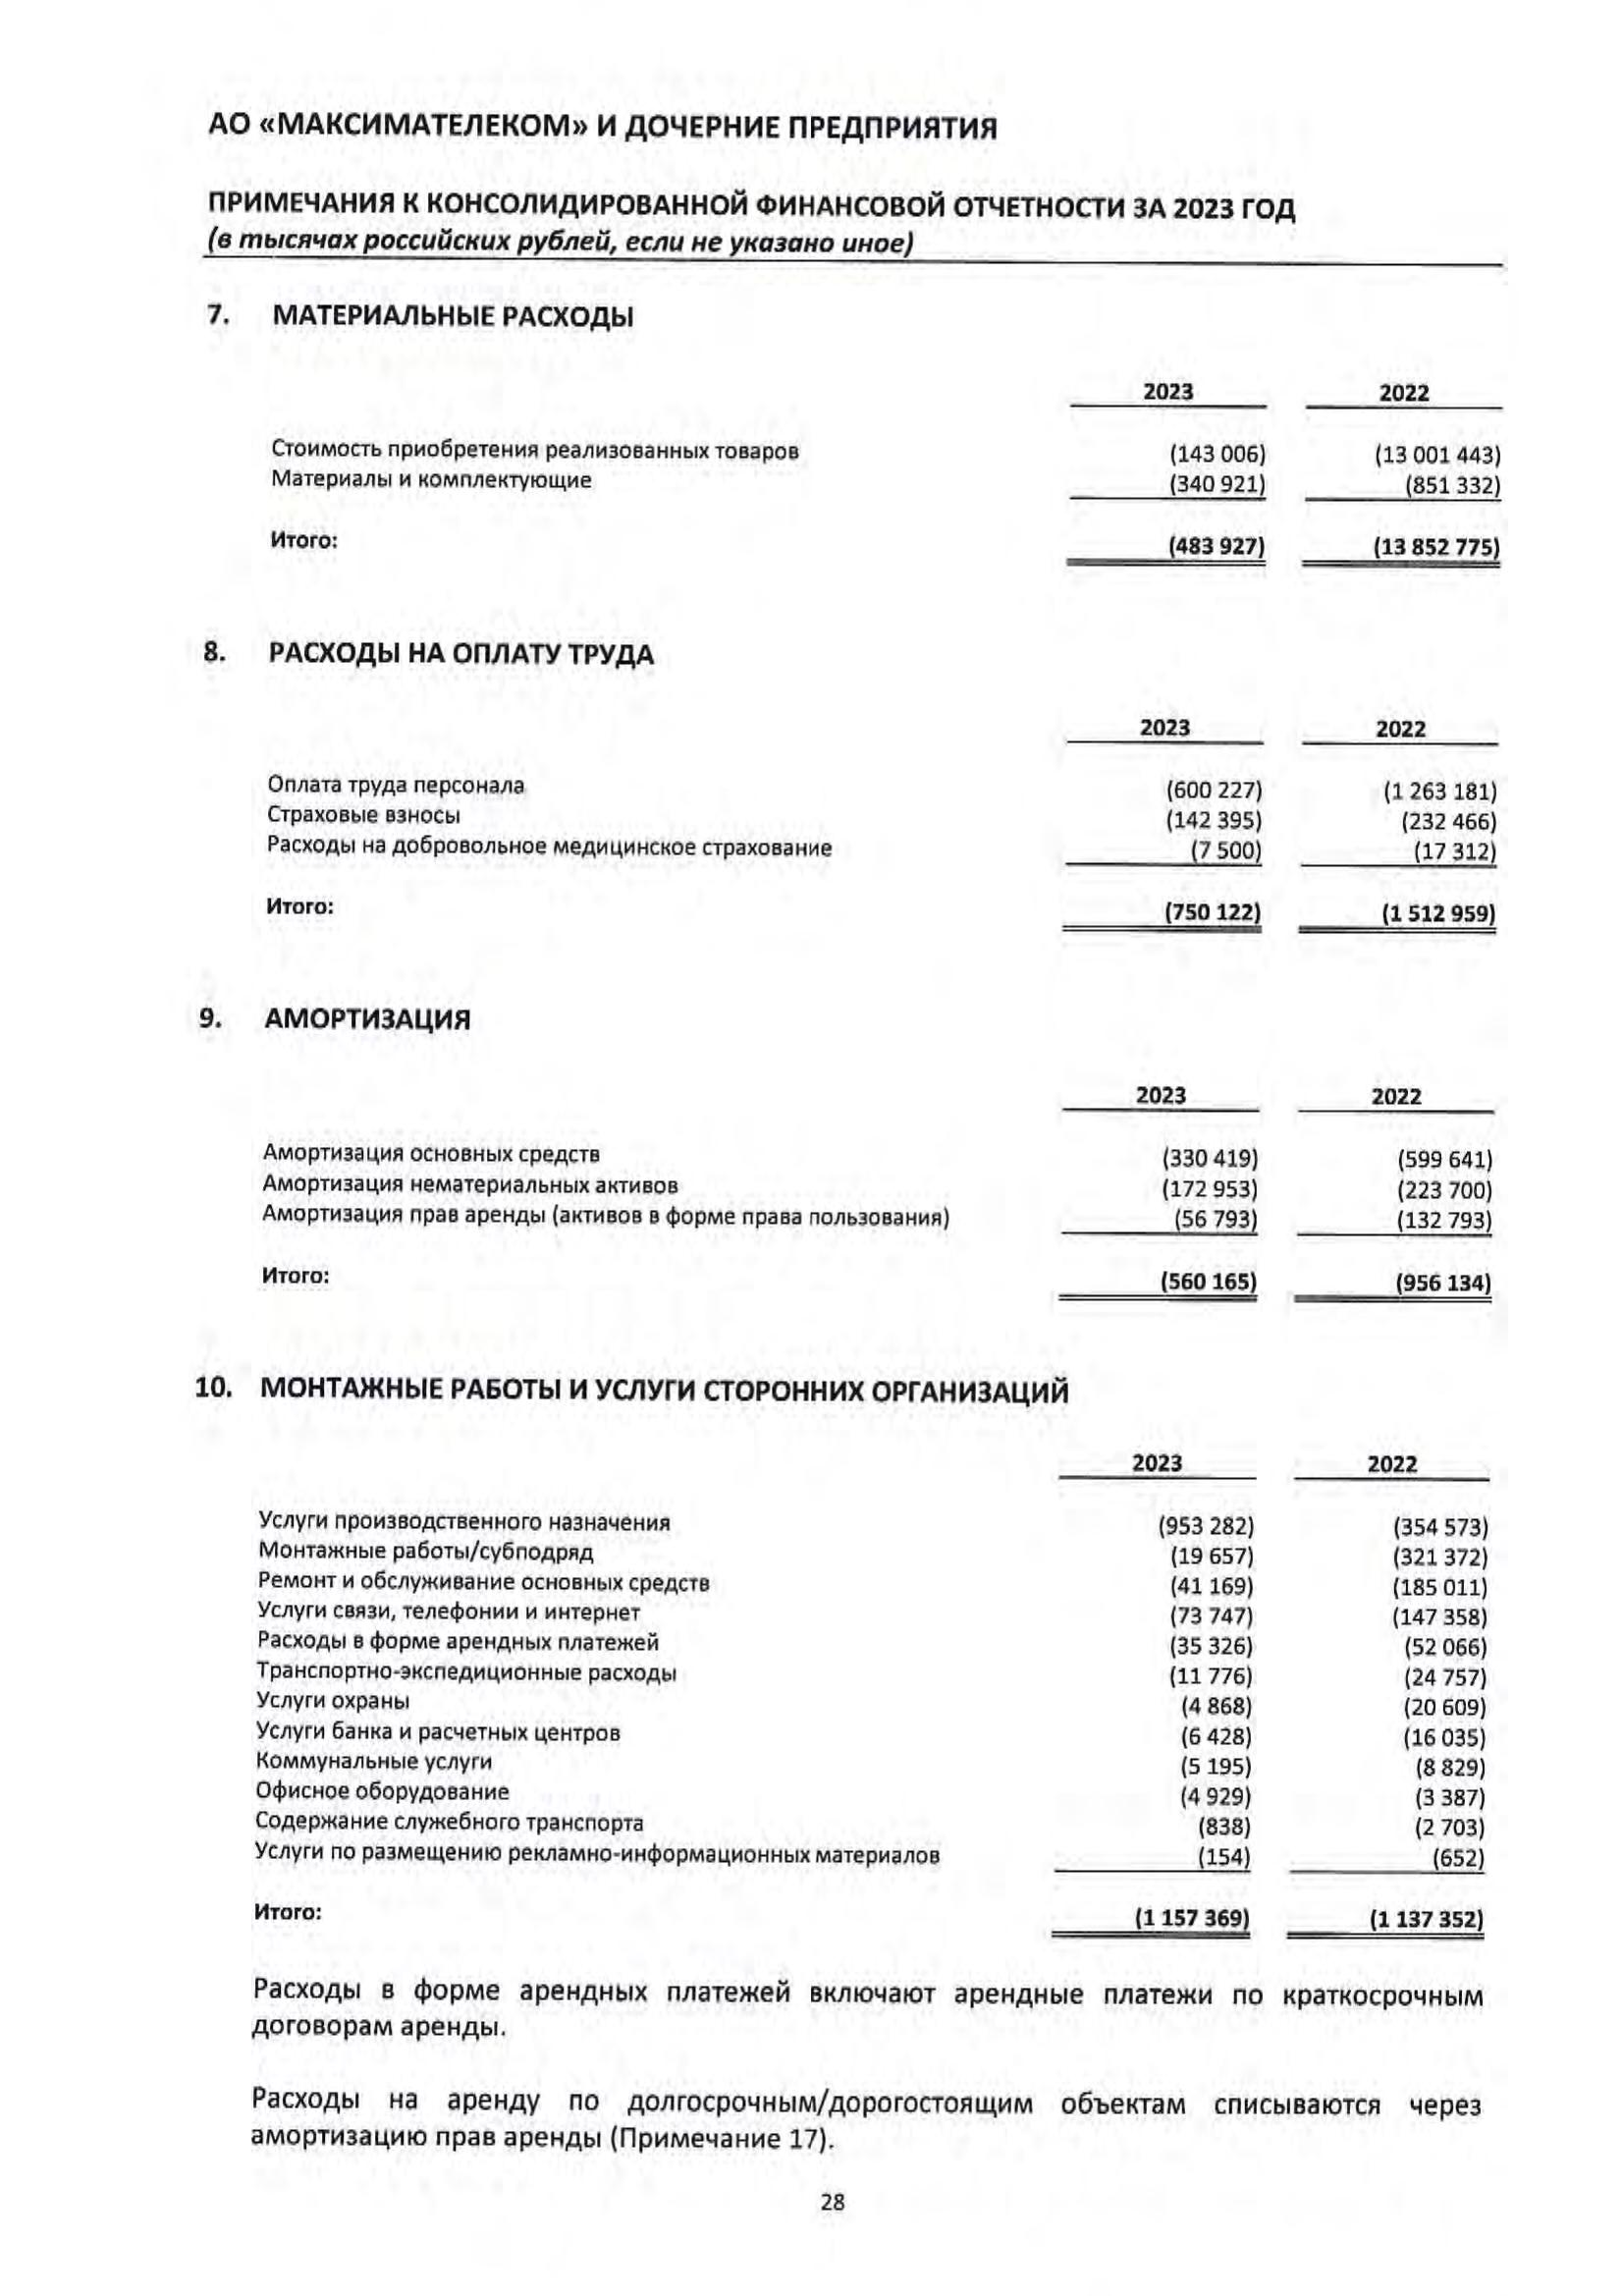 АО «МАКСИМАТЕЛЕКОМ» И ДОЧЕРНИЕ ПРЕДПРИЯТИЯ
ПРИМЕЧАНИЯ К КОНСОЛИДИРОВАННОЙ ФИНАНСОВОЙ ОТЧЕТНОСТИ ЗА 2023 ГОД
(в тысячах российских рублей, если не указано иное)
7. МАТЕРИАЛЬНЫЕ РАСХОДЫ
2023 2022
Стоимость приобретения реализованных товаров (143 006) (13 001 443)
Материалы и комплектующие (340 921) (851 332)
Итого: (483 927) (13 852 775)
8. РАСХОДЫ НА ОПЛАТУ ТРУДА
2023 2022
Оплата труда персонала (600 227) (1 263 181)
Страховые взносы (142 395) (232 466)
Расходы на добровольное медицинское страхование (7 500) (17 312)
Итого: (750 122) (1 512 959)
9. АМОРТИЗАЦИЯ
2023 2022
Амортизация основных средств (330 419) (599 641)
Амортизация нематериальных активов (172 953) (223 700)
Амортизация прав аренды (активов в форме права пользования) (56 793) (132 793)
Итого: (560 165) (956 134)
10. МОНТАЖНЫЕ РАБОТЫ И УСЛУГИ СТОРОННИХ ОРГАНИЗАЦИЙ
2023 2022
Услуги производственного назначения (953 282) (354 573)
Монтажные работы/субподряд (19 657) (321 372)
Ремонт и обслуживание основных средств (41 169) (185 011)
Услуги связи, телефонии и интернет (73 747) (147 358)
Расходы в форме арендных платежей (35 326) (52 066)
Транспортно-экспедиционные расходы (11 776) (24 757)
Услуги охраны (4 868) (20 609)
Услуги банка и расчетных центров (6 428) (16 035)
Коммунальные услуги (5 195) (8 829)
Офисное оборудование (4 929) (3 387)
Содержание служебного транспорта (838) (2 703)
Услуги по размещению рекламно-информационных материалов (154) (652)
Итого: (1 157 369) (1 137 352)
Расходы в форме арендных платежей включают арендные платежи по краткосрочным
договорам аренды.
Расходы на аренду по долгосрочным/дорогостоящим объектам списываются через
амортизацию прав аренды (Примечание 17).
28